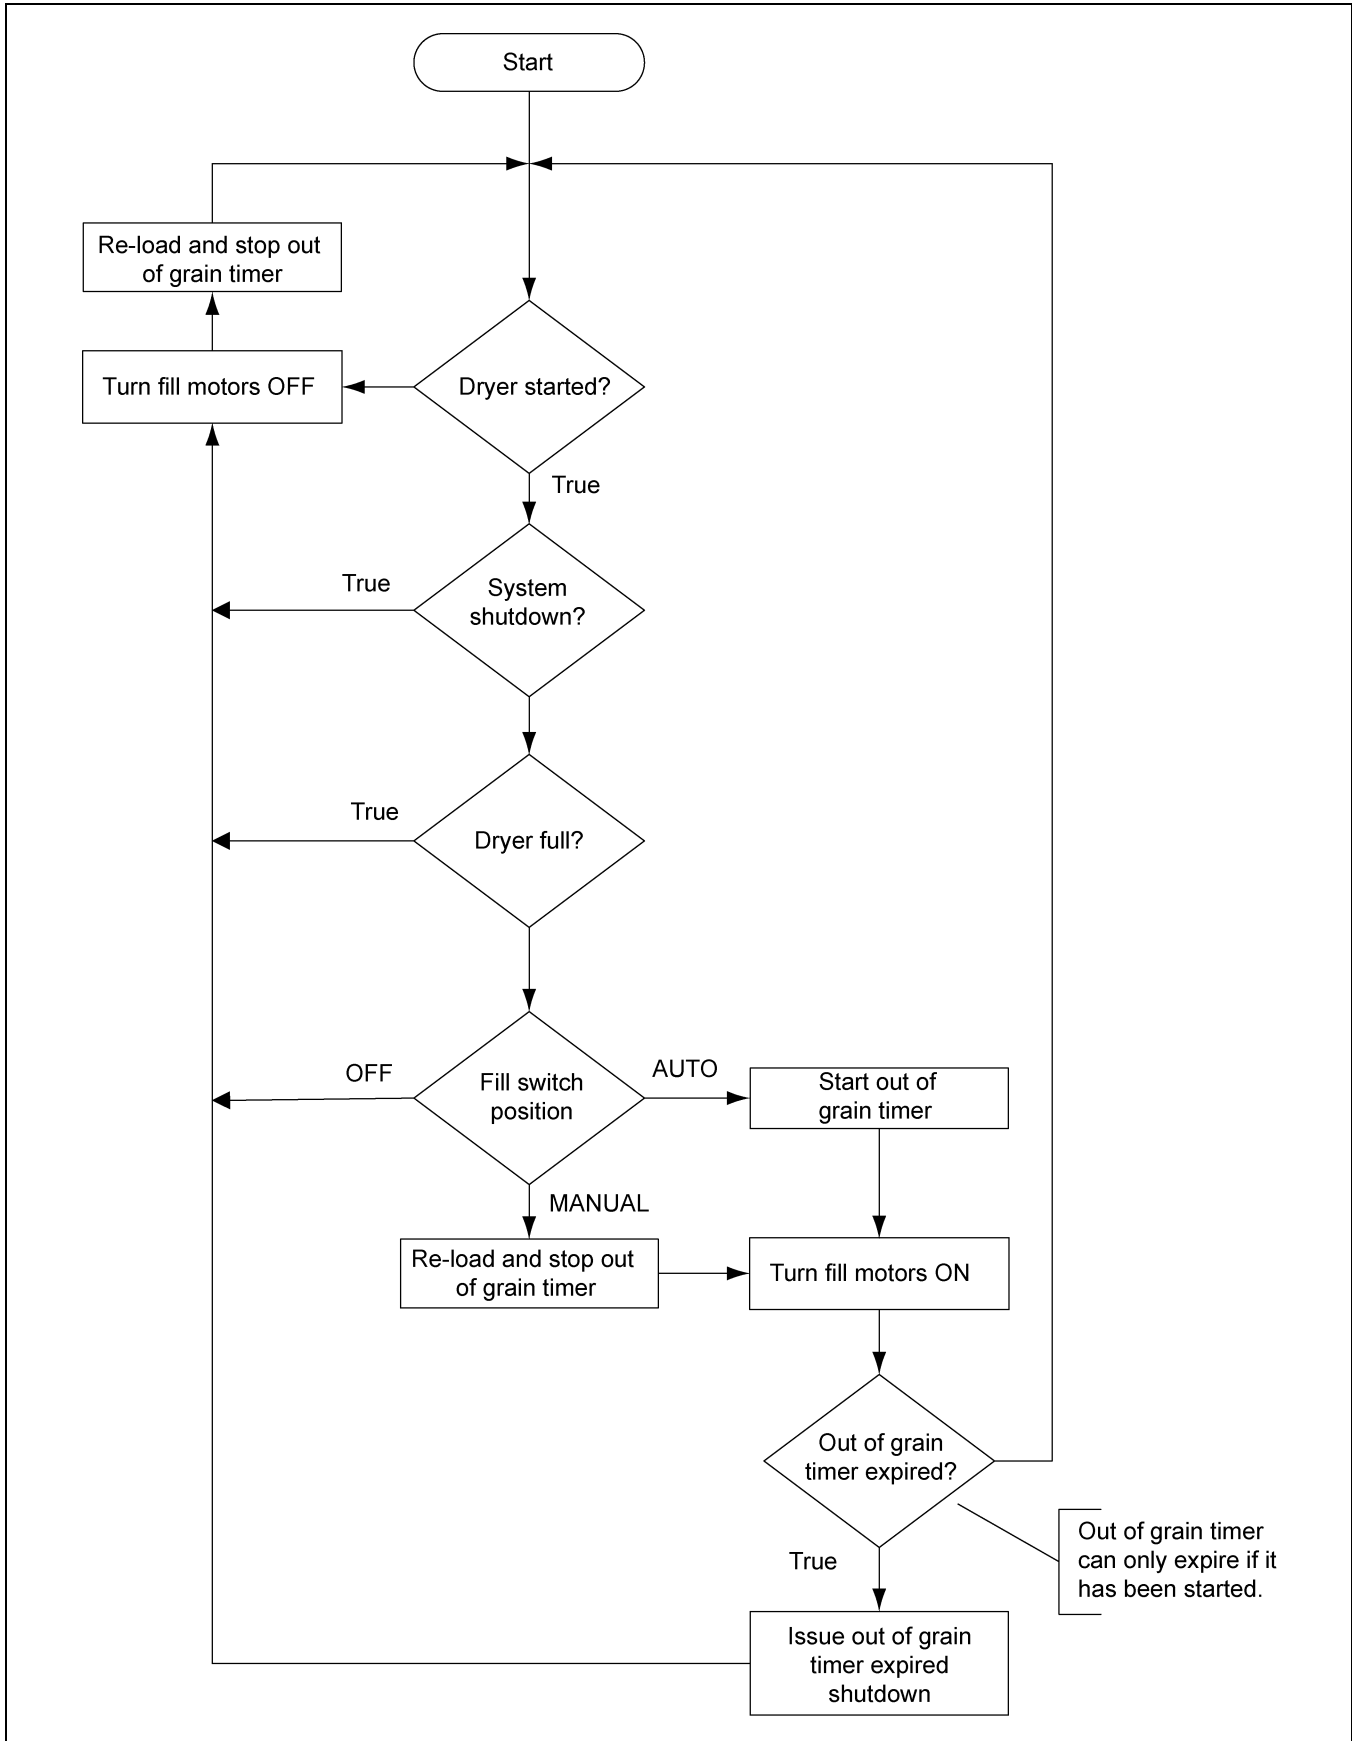 Start
Re-load and stop out
of grain timer
Turn fill motors OFF
Dryer started?
True
System
shutdown?
True
Dryer full?
True
Fill switch
position
OFF
AUTO
Start out of
grain timer
MANUAL
Re-load and stop out
of grain timer
Turn fill motors ON
Out of grain
timer expired?
Out of grain timer
can only expire if it
has been started.
True
Issue out of grain
timer expired
shutdown